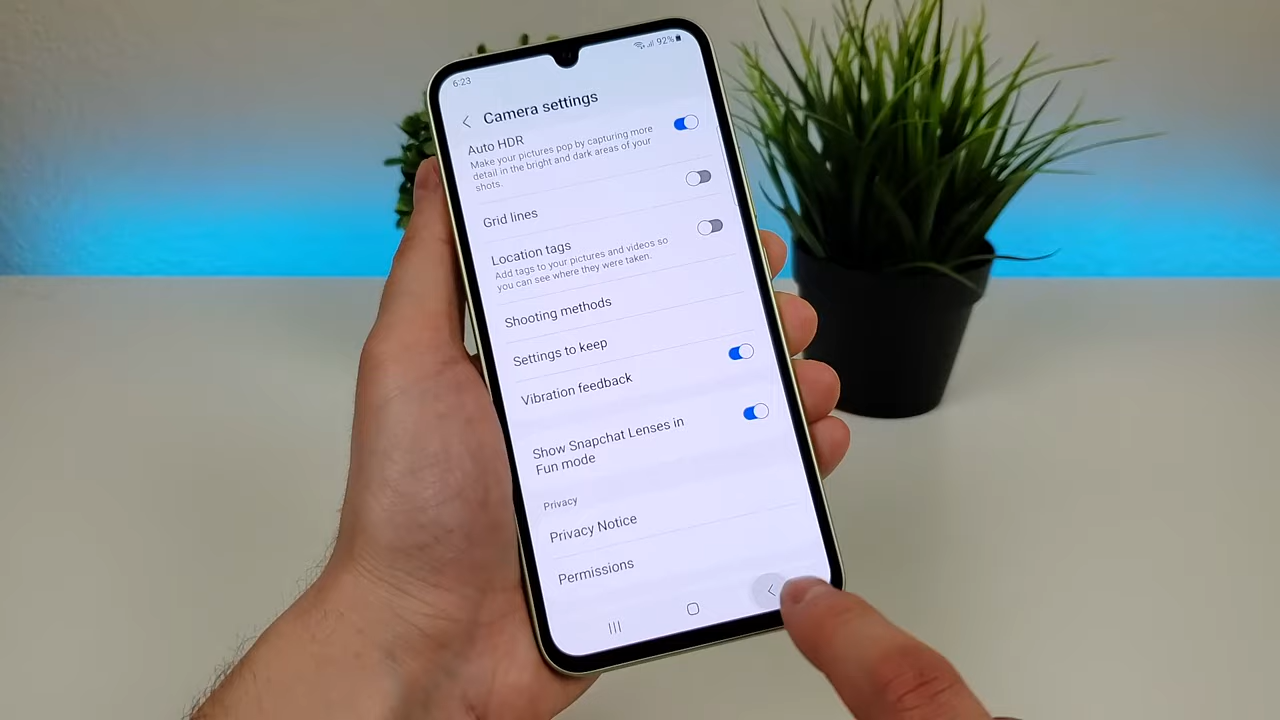 6:23
92%
Camera settings
Auto HDR
Make your pictures pop by capturing more
detail in the bright and dark areas of your
shots.
Grid lines
Location tags
Add tags to your pictures and videos so
you can see where they were taken.
Shooting methods
Settings to keep
Vibration feedback
Show Snapchat Lenses in
Fun mode
Privacy
Privacy Notice
Permissions